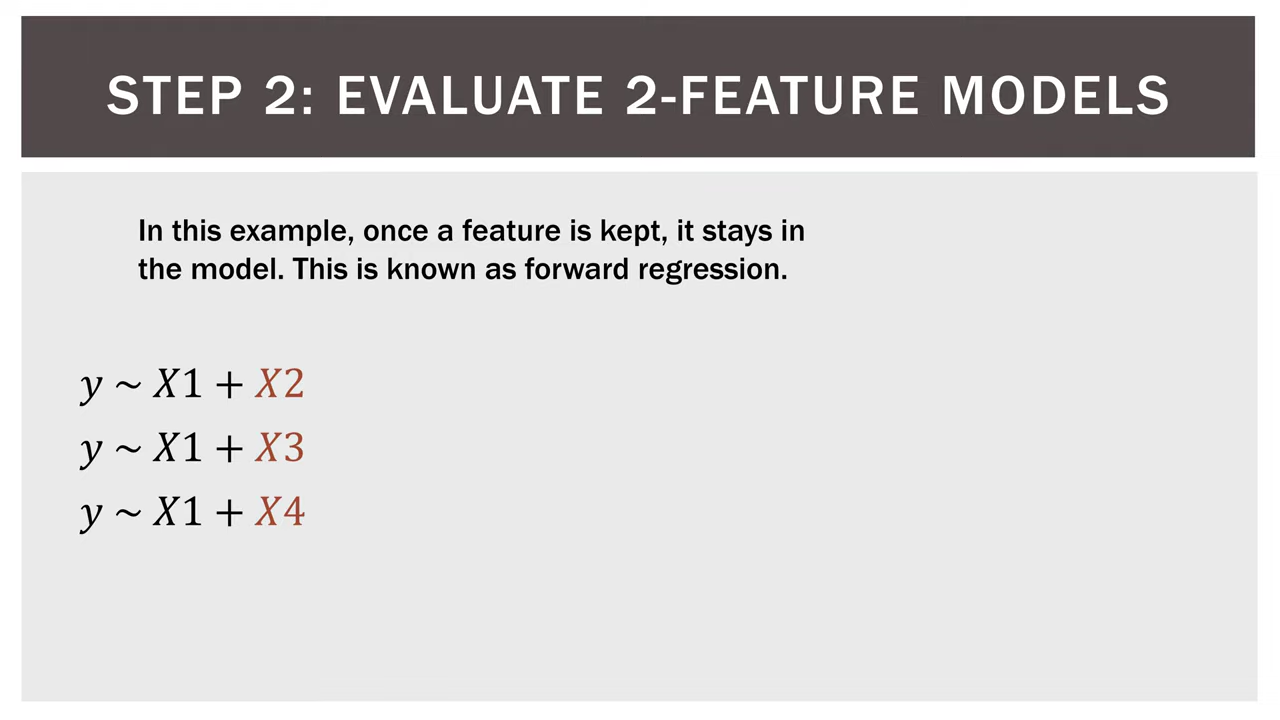 STEP 2: EVALUATE 2-FEATURE MODELS
In this example, once a feature is kept, it stays in
the model. This is known as forward regression.
y ~ X1 + X2
y ~ X1 + X3
y ~ X1 + X4